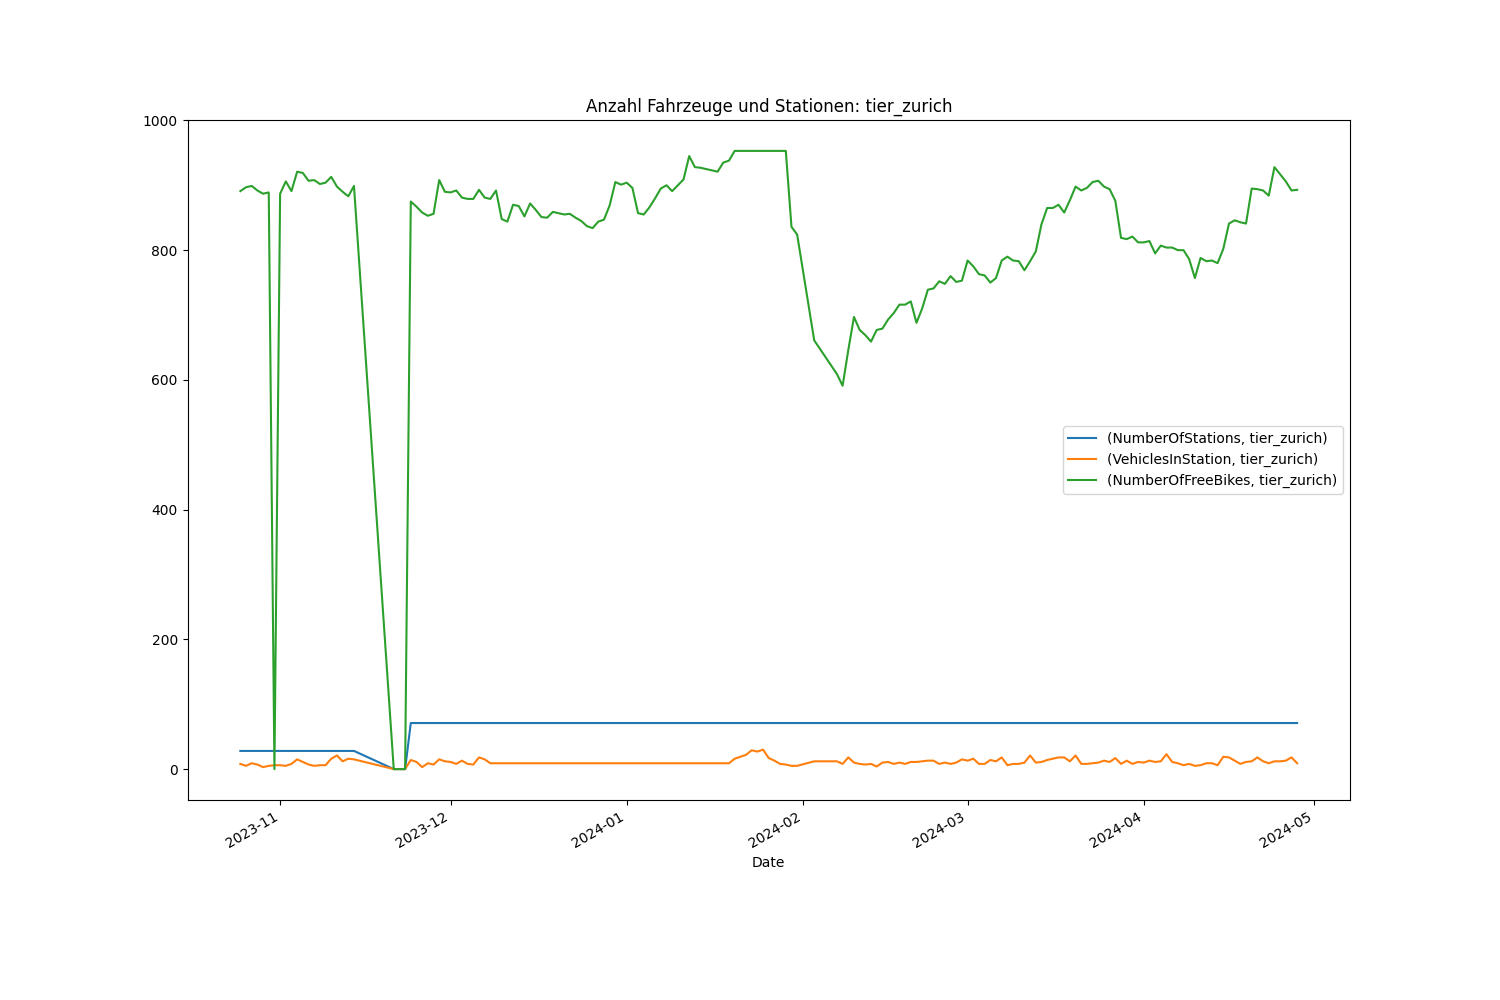 Anzahl Fahrzeuge und Stationen: tier_zurich
1000
800
600
400
200
0
(NumberOfStations, tier_zurich)
(VehiclesInStation, tier_zurich)
(NumberOfFreeBikes, tier_zurich)
2023-11
2023-12
2024-01
2024-02
2024-03
2024-04
2024-05
Date